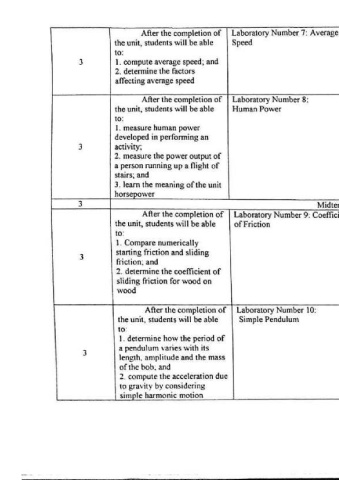 After the completion of
the unit, students will be able
to:
1. compute average speed; and
2. determine the factors
affecting average speed
3
Laboratory Number 7: Average
Speed
After the completion of
the unit, students will be able
to:
1. measure human power
developed in performing an
activity;
2. measure the power output of
a person running up a flight of
stairs; and
3. learn the meaning of the unit
horsepower
3
Laboratory Number 8:
Human Power
3
Midter
After the completion of
the unit, students will be able
to:
1. Compare numerically
starting friction and sliding
friction; and
2. determine the coefficient of
sliding friction for wood on
wood
3
Laboratory Number 9: Coeffici
of Friction
After the completion of
the unit, students will be able
to:
1. determine how the period of
a pendulum varies with its
length, amplitude and the mass
of the bob; and
2. compute the acceleration due
to gravity by considering
simple harmonic motion
3
Laboratory Number 10:
Simple Pendulum